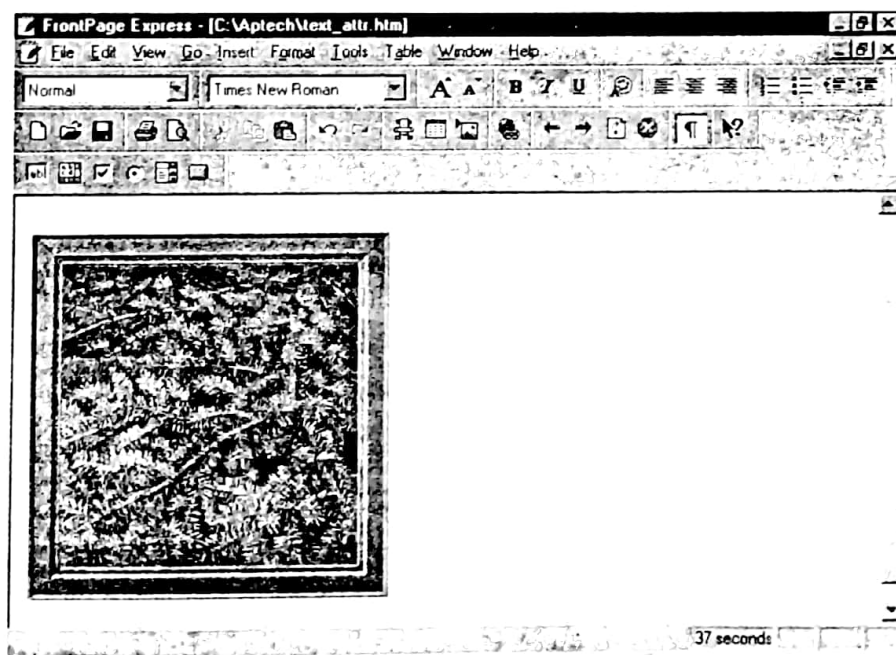 FrontPage Express - [C:\Aptech\text_attr.htm]
File Edit View Go Insert Format Tools Table Window Help
Normal Times New Roman A A B I U
abl
37 seconds